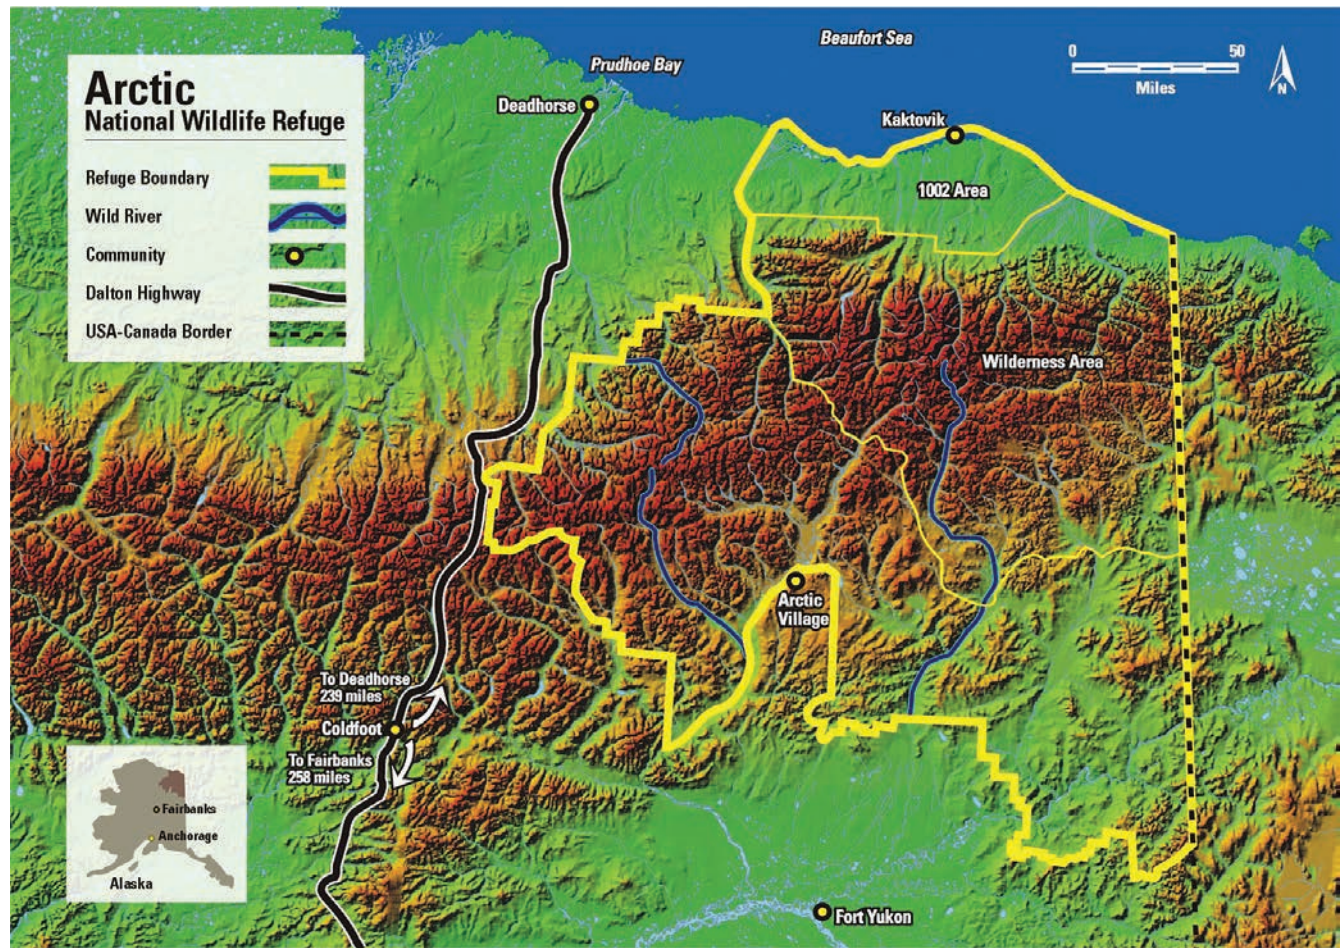 Arctic
National Wildlife Refuge
Refuge Boundary
Wild River
Community
Dalton Highway
USA-Canada Border
Beaufort Sea
Prudhoe Bay
0 50
Miles
N
Deadhorse
Kaktovik
1002 Area
Wilderness Area
Arctic
Village
To Deadhorse
239 miles
Coldfoot
To Fairbanks
258 miles
Fairbanks
Anchorage
Alaska
Fort Yukon